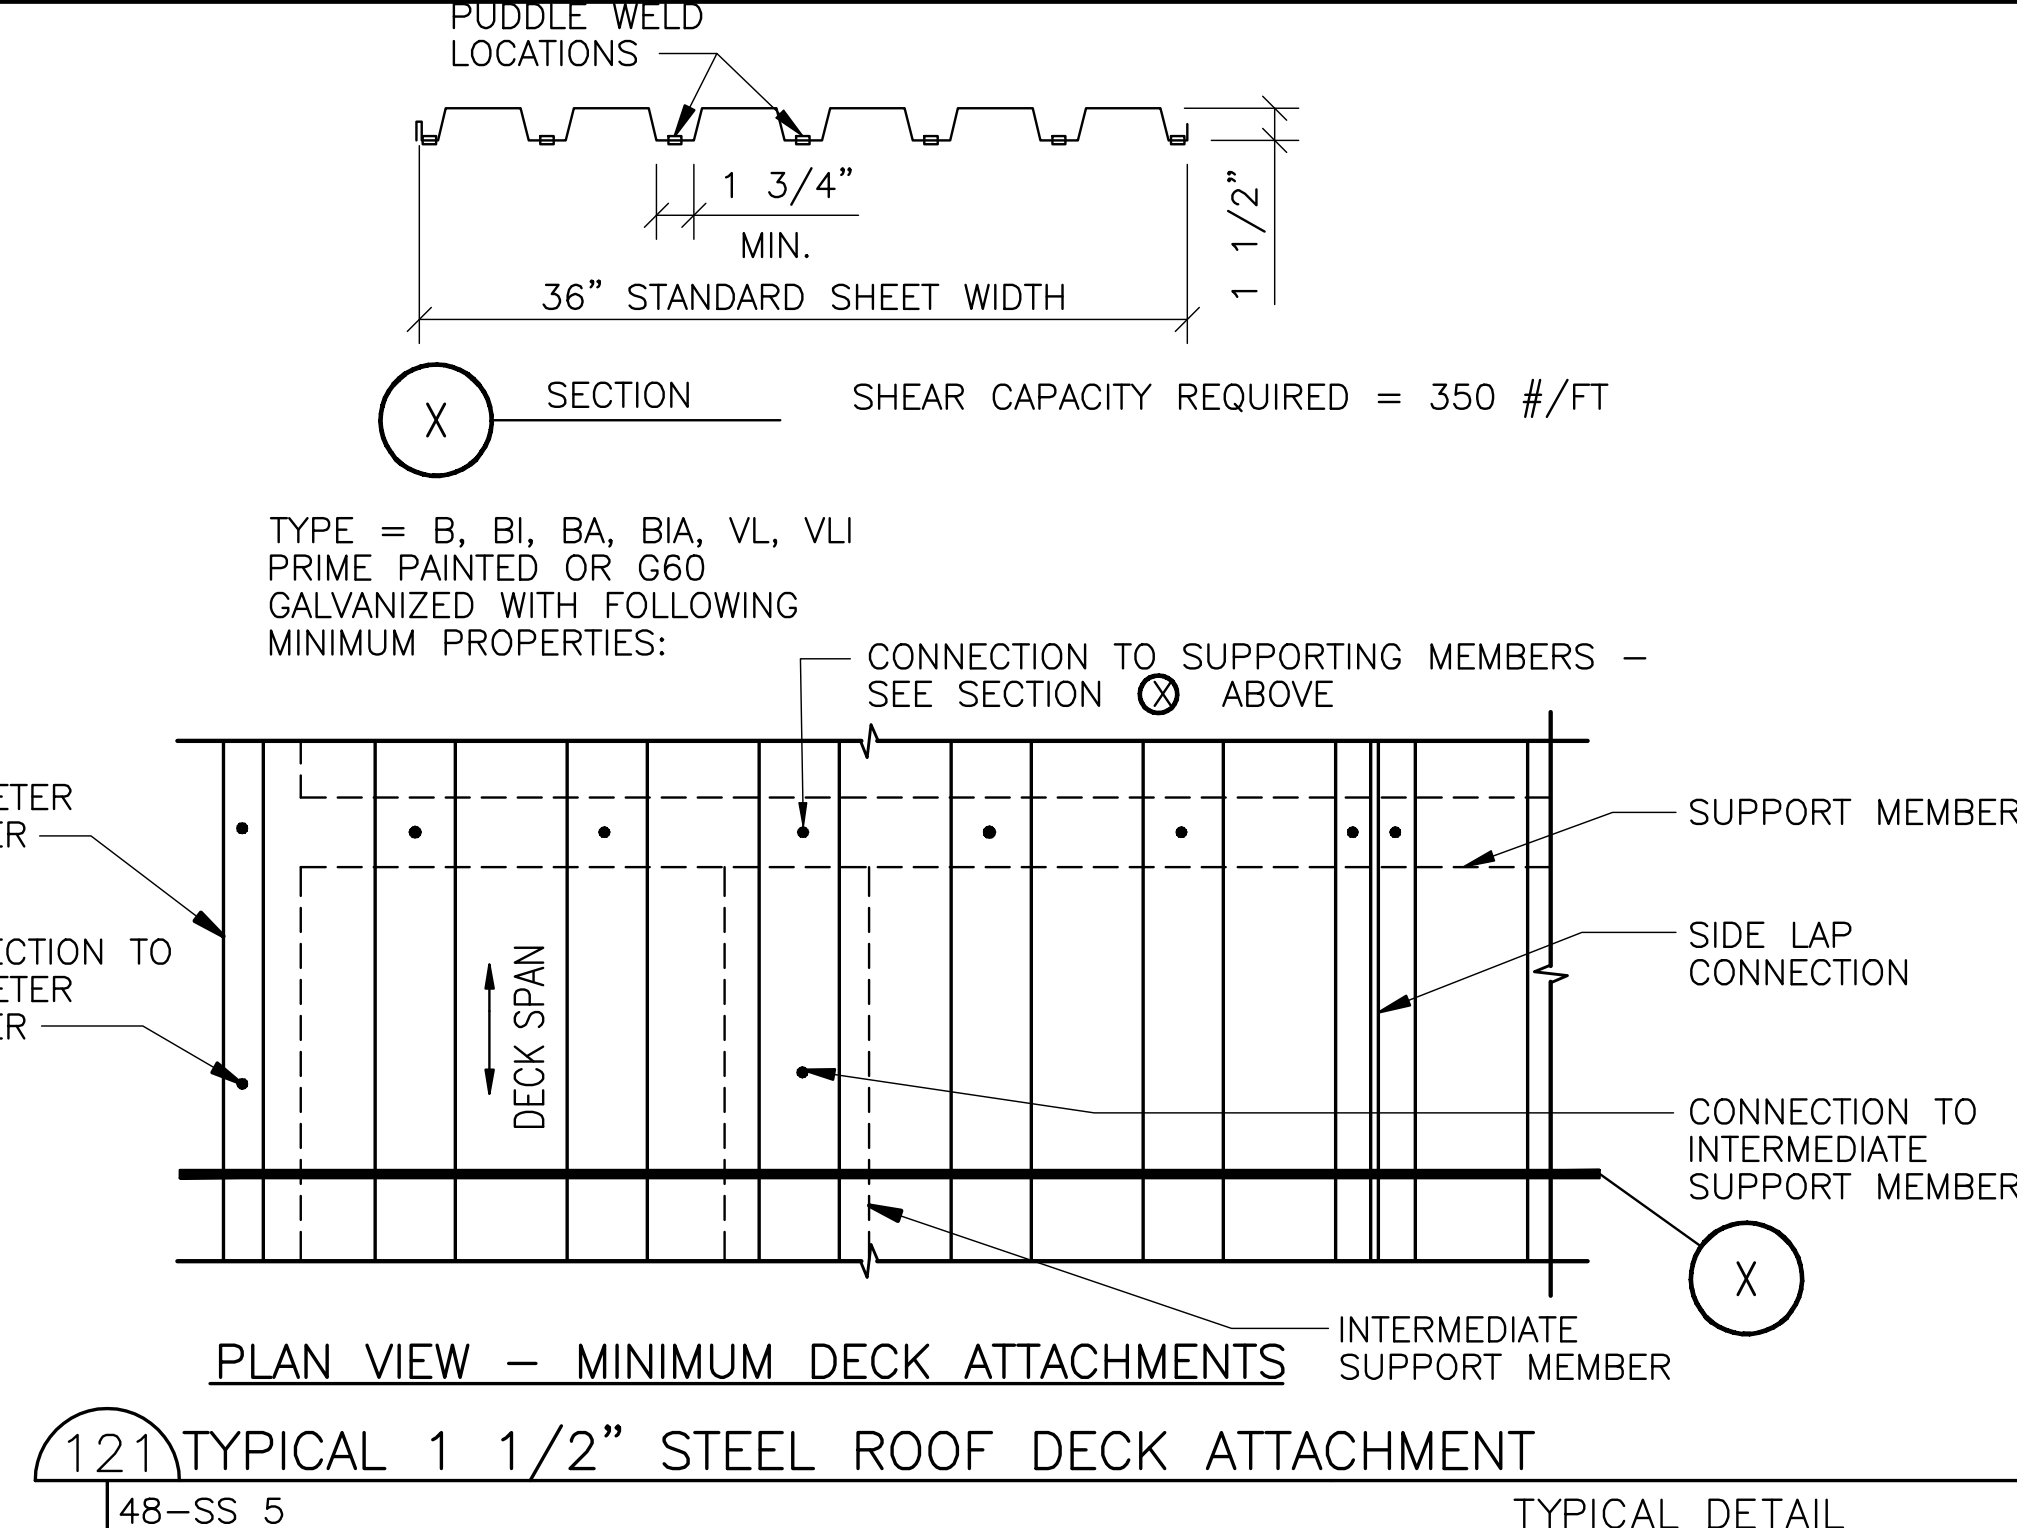 PUDDLE WELD
LOCATIONS
1 3/4"
MIN.
1 1/2"
36" STANDARD SHEET WIDTH
X
SECTION
SHEAR CAPACITY REQUIRED = 350 #/FT
TYPE = B, BI, BA, BIA, VL, VLI
PRIME PAINTED OR G60
GALVANIZED WITH FOLLOWING
MINIMUM PROPERTIES:
CONNECTION TO SUPPORTING MEMBERS –
SEE SECTION X ABOVE
ETER
ER
SUPPORT MEMBER
ECTION TO
ETER
ER
DECK SPAN
SIDE LAP
CONNECTION
CONNECTION TO
INTERMEDIATE
SUPPORT MEMBER
X
INTERMEDIATE
SUPPORT MEMBER
PLAN VIEW – MINIMUM DECK ATTACHMENTS
121 TYPICAL 1 1/2" STEEL ROOF DECK ATTACHMENT
48-SS 5
TYPICAL DETAIL